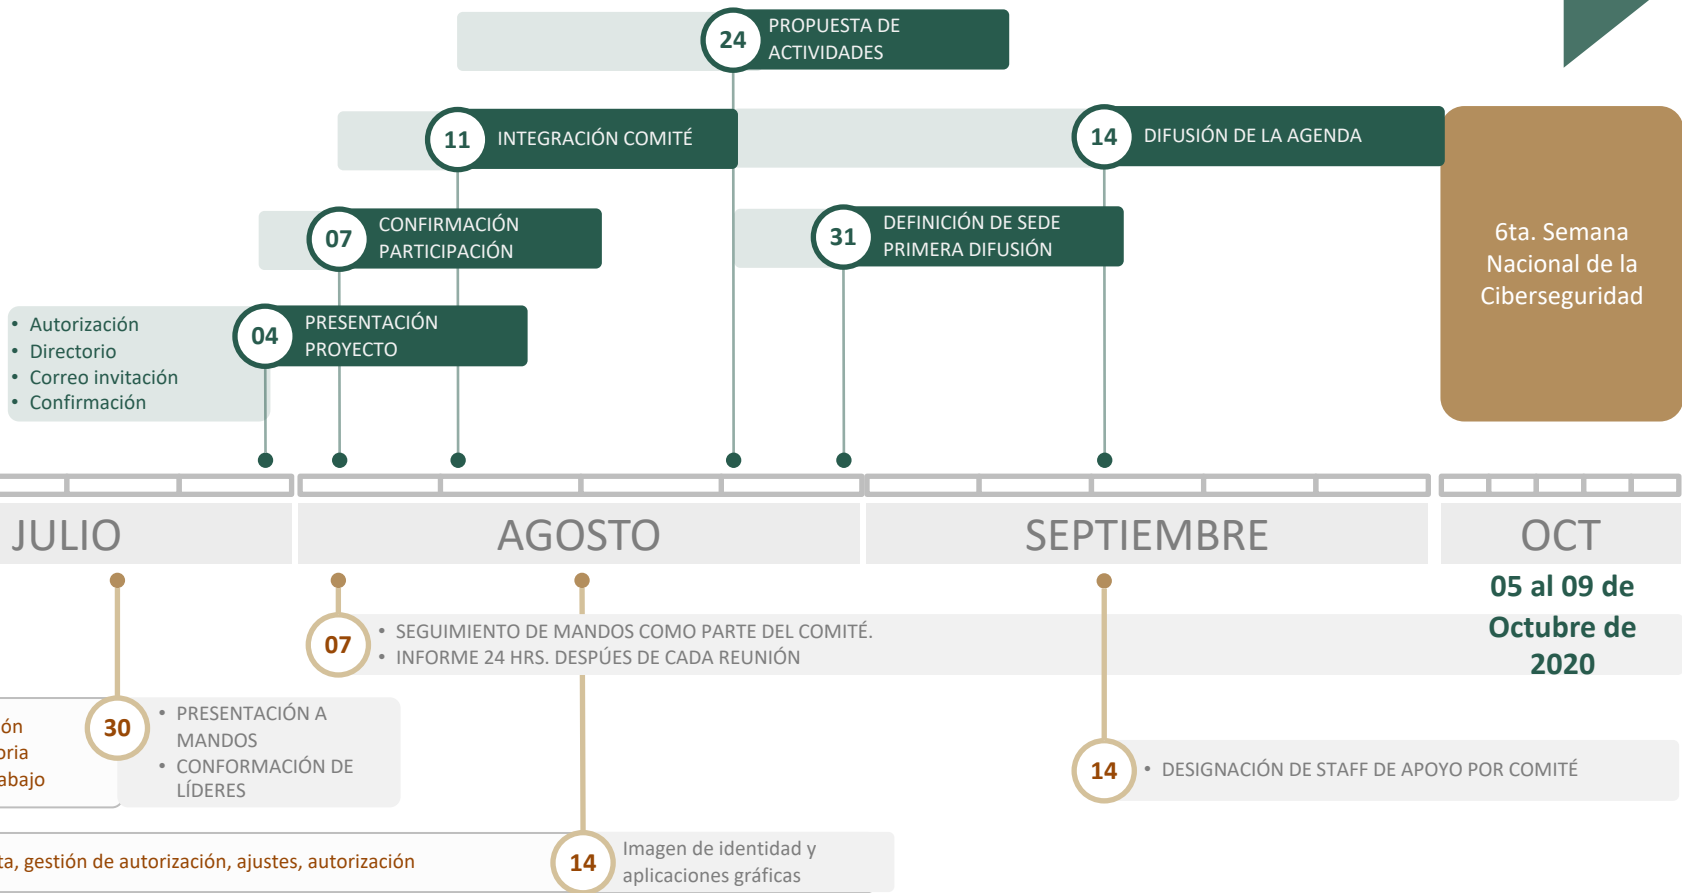 24
PROPUESTA DE
ACTIVIDADES
11
INTEGRACIÓN COMITÉ
14
DIFUSIÓN DE LA AGENDA
07
CONFIRMACIÓN
PARTICIPACIÓN
31
DEFINICIÓN DE SEDE
PRIMERA DIFUSIÓN
6ta. Semana
Nacional de la
Ciberseguridad
• Autorización
• Directorio
• Correo invitación
• Confirmación
04
PRESENTACIÓN
PROYECTO
JULIO
AGOSTO
SEPTIEMBRE
OCT
05 al 09 de
Octubre de
2020
07
• SEGUIMIENTO DE MANDOS COMO PARTE DEL COMITÉ.
• INFORME 24 HRS. DESPÚES DE CADA REUNIÓN
30
• PRESENTACIÓN A
MANDOS
• CONFORMACIÓN DE
LÍDERES
14
• DESIGNACIÓN DE STAFF DE APOYO POR COMITÉ
gestión de autorización, ajustes, autorización
14
Imagen de identidad y
aplicaciones gráficas